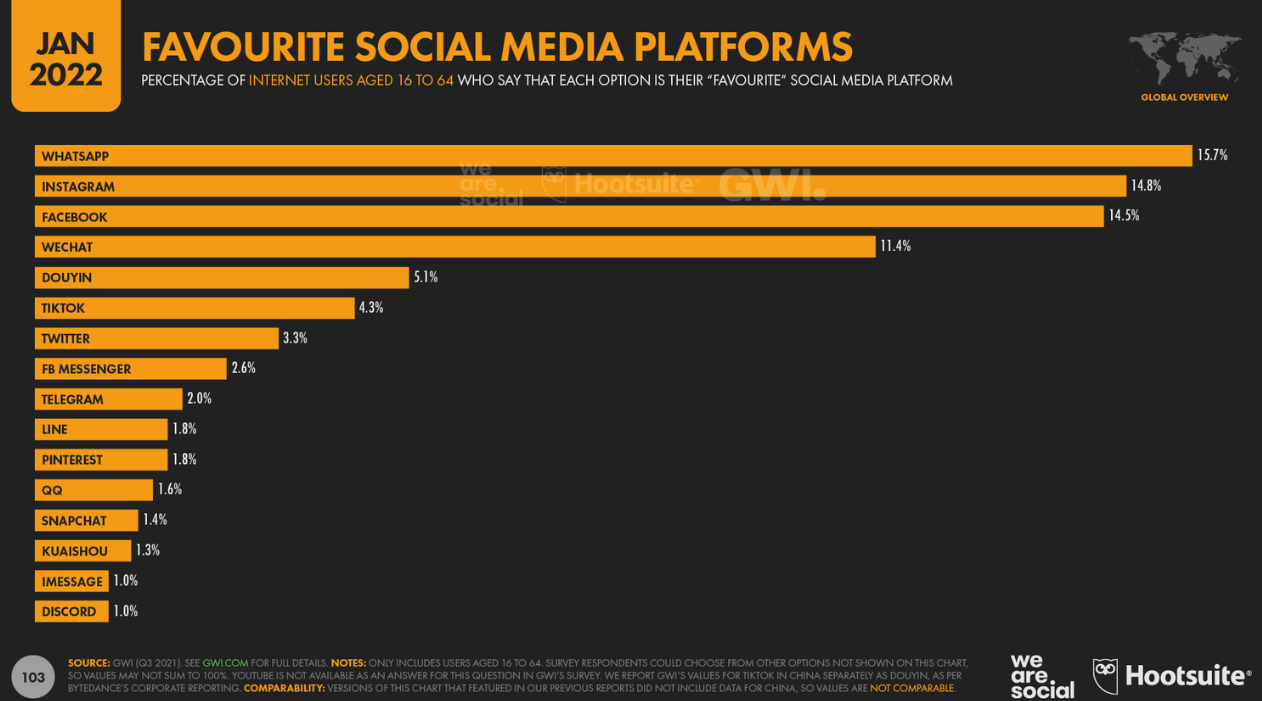 JAN
2022
FAVOURITE SOCIAL MEDIA PLATFORMS
PERCENTAGE OF INTERNET USERS AGED 16 TO 64 WHO SAY THAT EACH OPTION IS THEIR “FAVOURITE” SOCIAL MEDIA PLATFORM
GLOBAL OVERVIEW
WHATSAPP 15.7%
we are social Hootsuite® GWI.
INSTAGRAM 14.8%
FACEBOOK 14.5%
WECHAT 11.4%
DOUYIN 5.1%
TIKTOK 4.3%
TWITTER 3.3%
FB MESSENGER 2.6%
TELEGRAM 2.0%
LINE 1.8%
PINTEREST 1.8%
QQ 1.6%
SNAPCHAT 1.4%
KUAISHOU 1.3%
IMESSAGE 1.0%
DISCORD 1.0%
103
SOURCE: GWI (Q3 2021). SEE GWI.COM FOR FULL DETAILS. NOTES: ONLY INCLUDES USERS AGED 16 TO 64. SURVEY RESPONDENTS COULD CHOOSE FROM OTHER OPTIONS NOT SHOWN ON THIS CHART,
SO VALUES MAY NOT SUM TO 100%. YOUTUBE IS NOT AVAILABLE AS AN ANSWER FOR THIS QUESTION IN GWI’S SURVEY. WE REPORT GWI’S VALUES FOR TIKTOK IN CHINA SEPARATELY AS DOUYIN, AS PER
BYTEDANCE’S CORPORATE REPORTING. COMPARABILITY: VERSIONS OF THIS CHART THAT FEATURED IN OUR PREVIOUS REPORTS DID NOT INCLUDE DATA FOR CHINA, SO VALUES ARE NOT COMPARABLE.
we
are
social
Hootsuite®